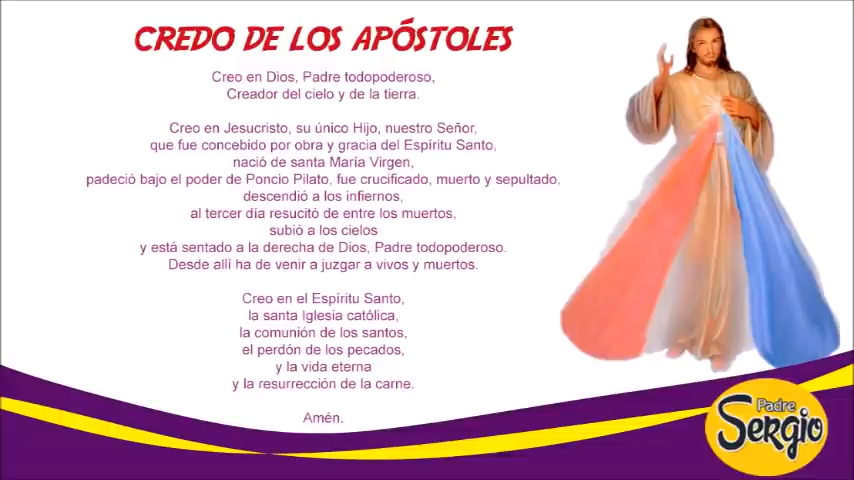 CREDO DE LOS APÓSTOLES
Creo en Dios, Padre todopoderoso,
Creador del cielo y de la tierra.
Creo en Jesucristo, su único Hijo, nuestro Señor,
que fue concebido por obra y gracia del Espíritu Santo,
nació de santa María Virgen,
padeció bajo el poder de Poncio Pilato, fue crucificado, muerto y sepultado,
descendió a los infiernos,
al tercer día resucitó de entre los muertos,
subió a los cielos
y está sentado a la derecha de Dios, Padre todopoderoso.
Desde allí ha de venir a juzgar a vivos y muertos.
Creo en el Espíritu Santo,
la santa Iglesia católica,
la comunión de los santos,
el perdón de los pecados,
y la vida eterna
y la resurrección de la carne.
Amén.
Padre
Sergio